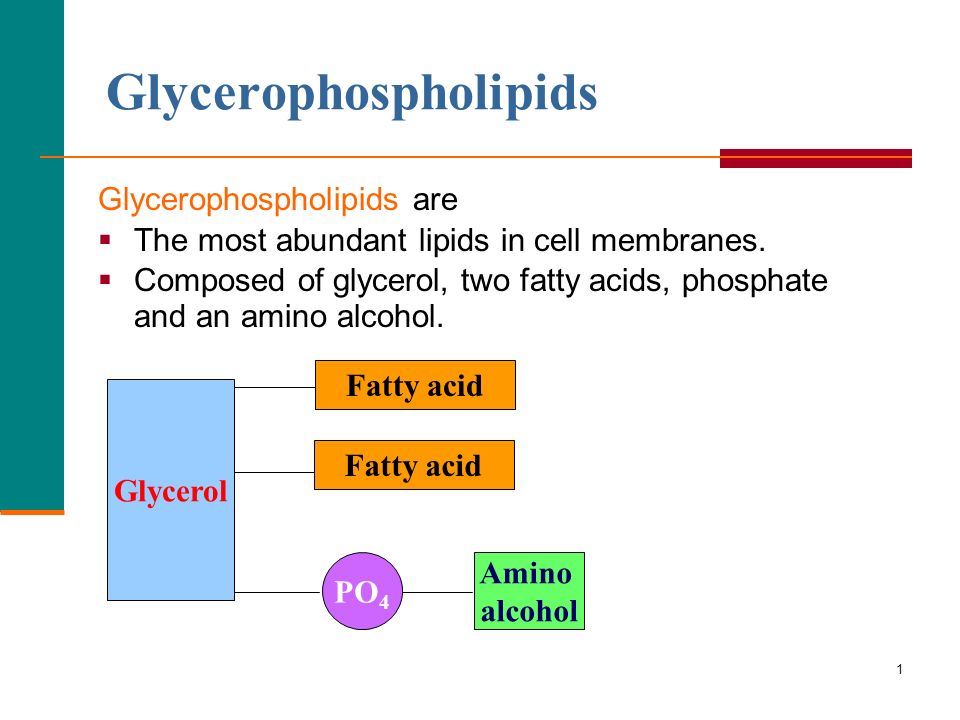 Glycerophospholipids
Glycerophospholipids are
▪ The most abundant lipids in cell membranes.
▪ Composed of glycerol, two fatty acids, phosphate
and an amino alcohol.
Fatty acid
Fatty acid
Glycerol
PO₄
Amino
alcohol
1